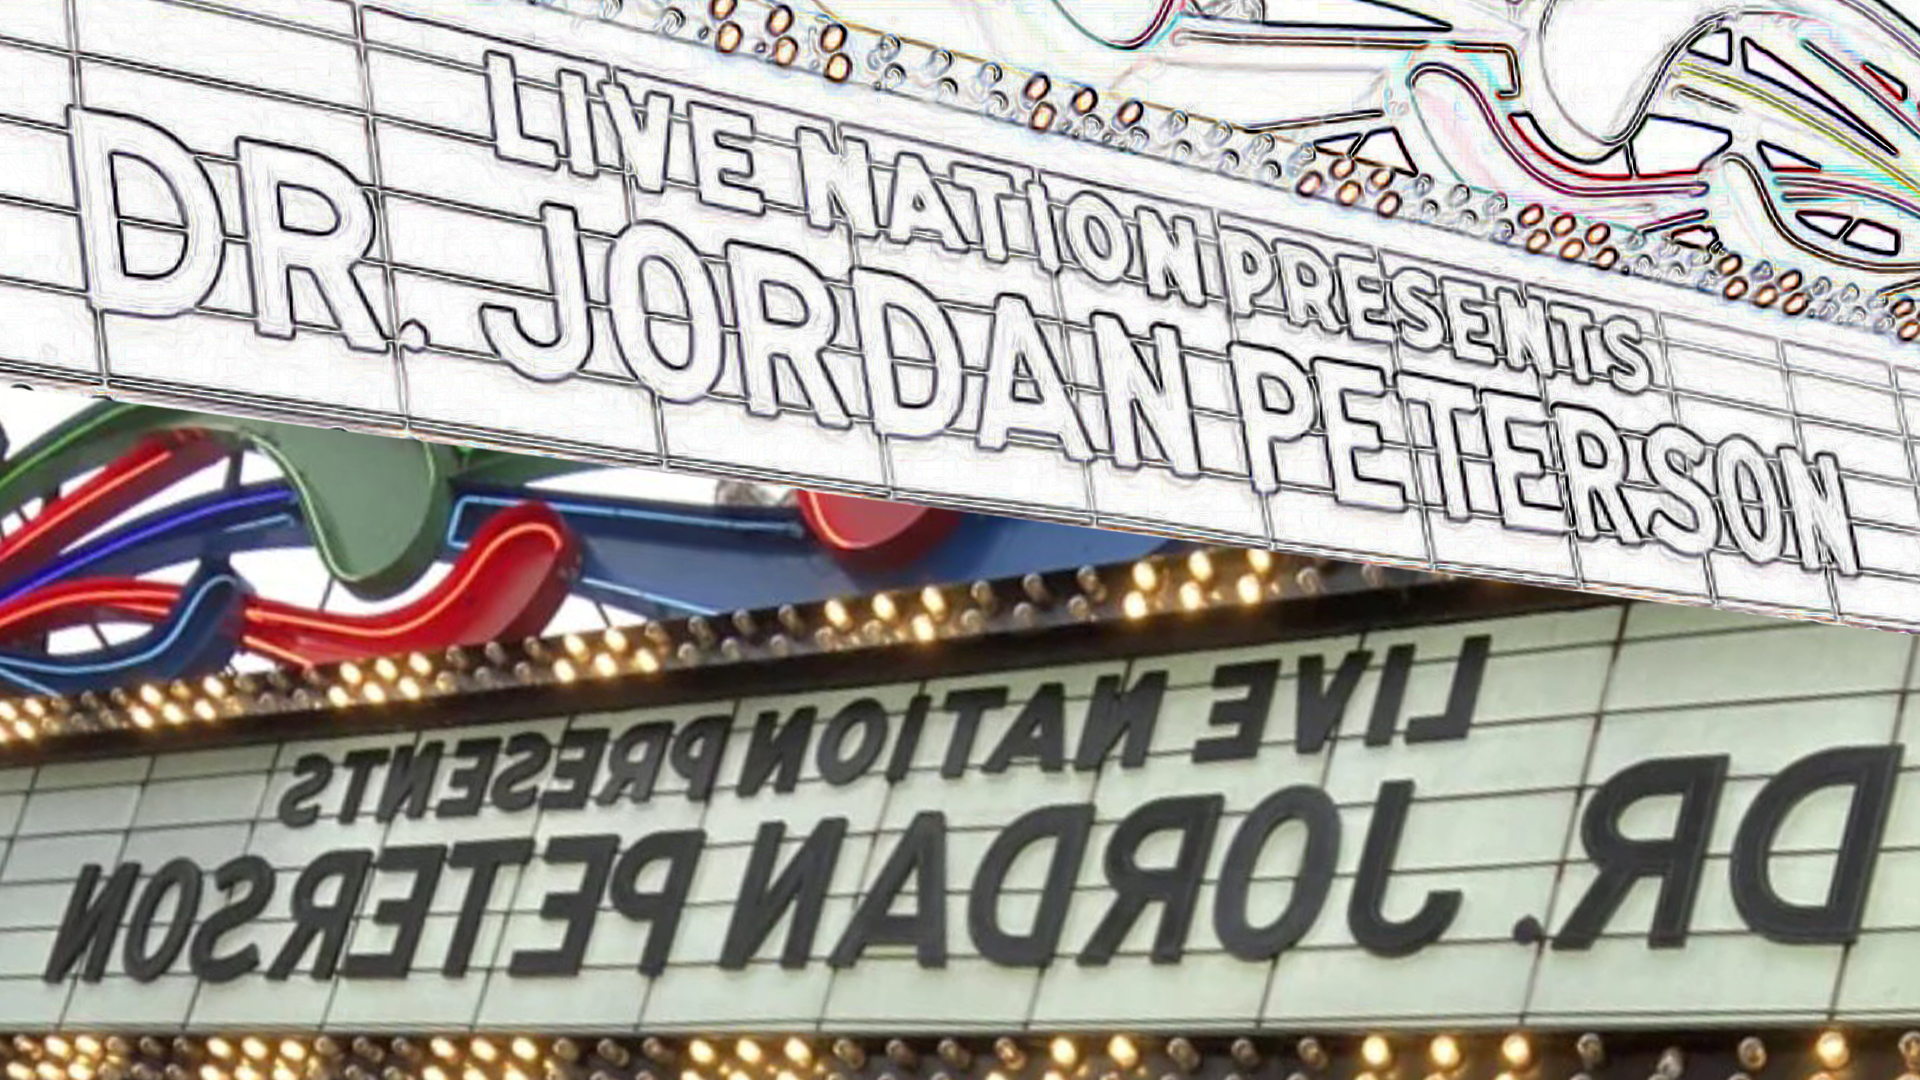 LIVE NATION PRESENTS
DR. JORDAN PETERSON
LIVE NATION PRESENTS
DR. JORDAN PETERSON